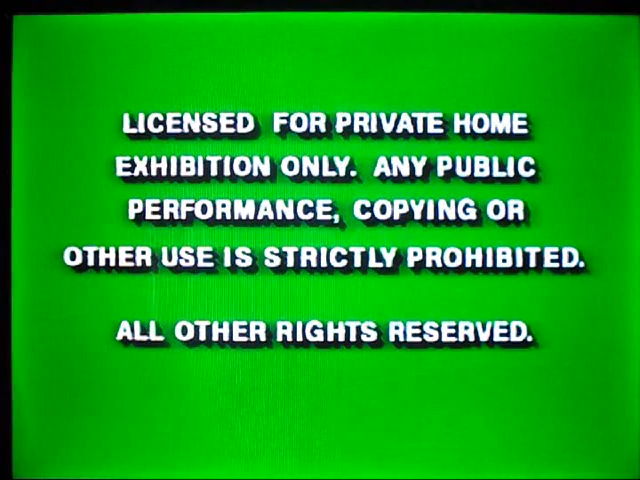 LICENSED FOR PRIVATE HOME
EXHIBITION ONLY. ANY PUBLIC
PERFORMANCE, COPYING OR
OTHER USE IS STRICTLY PROHIBITED.
ALL OTHER RIGHTS RESERVED.